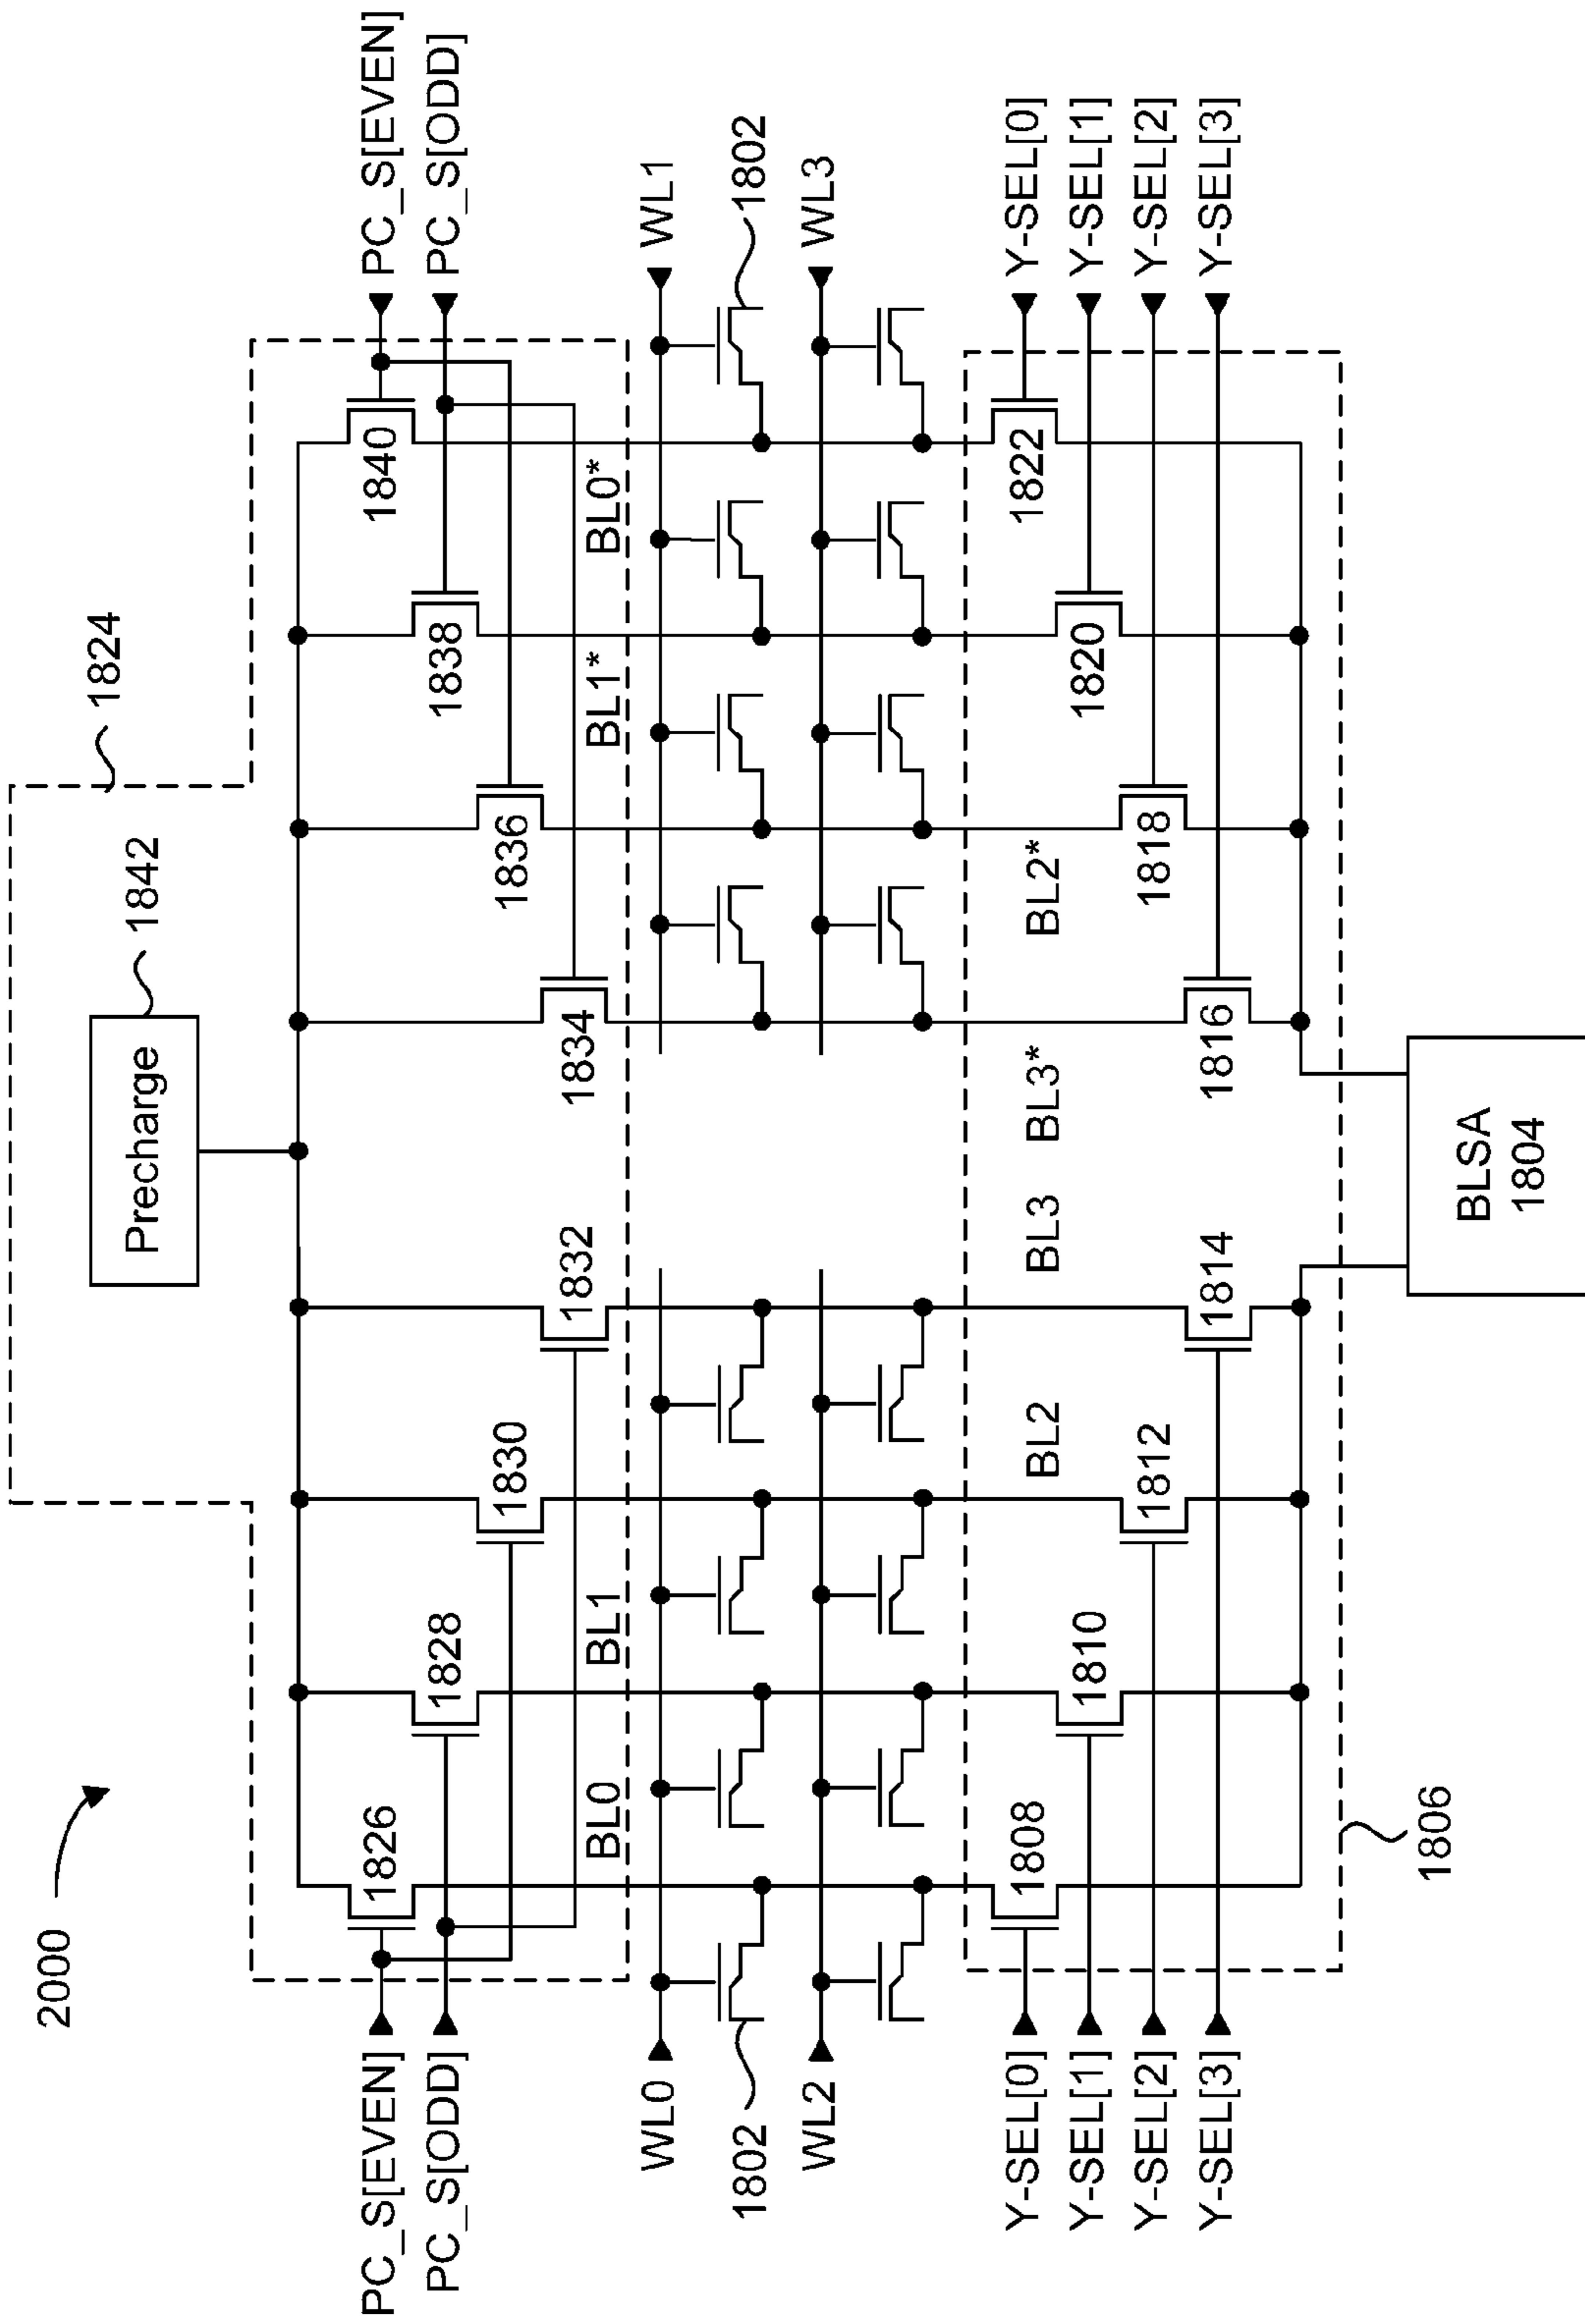 2000
1824
Precharge
1842
PC_S[EVEN]
1826
1840
PC_S[EVEN]
PC_S[ODD]
1828
1838
PC_S[ODD]
1830
1836
1832
1834
BL0
BL1
BL1*
BL0*
WL0
WL1
1802
1802
WL2
WL3
Y-SEL[0]
1808
BL2
BL3
BL3*
BL2*
1822
Y-SEL[0]
Y-SEL[1]
1810
1820
Y-SEL[1]
Y-SEL[2]
1812
1818
Y-SEL[2]
Y-SEL[3]
1814
1816
Y-SEL[3]
1806
BLSA
1804